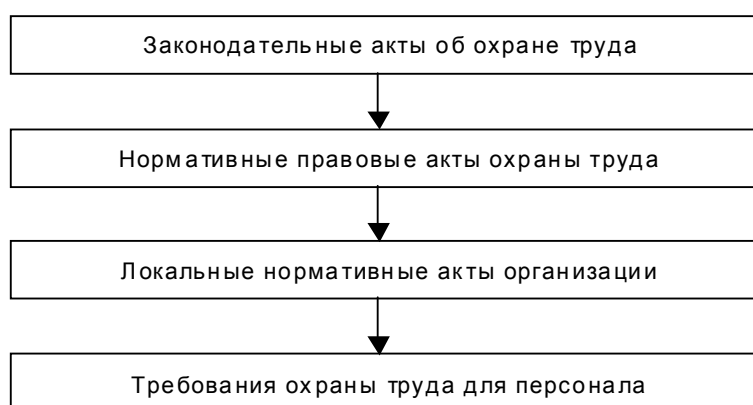 Законодательные акты об охране труда
Нормативные правовые акты охраны труда
Локальные нормативные акты организации
Требования охраны труда для персонала